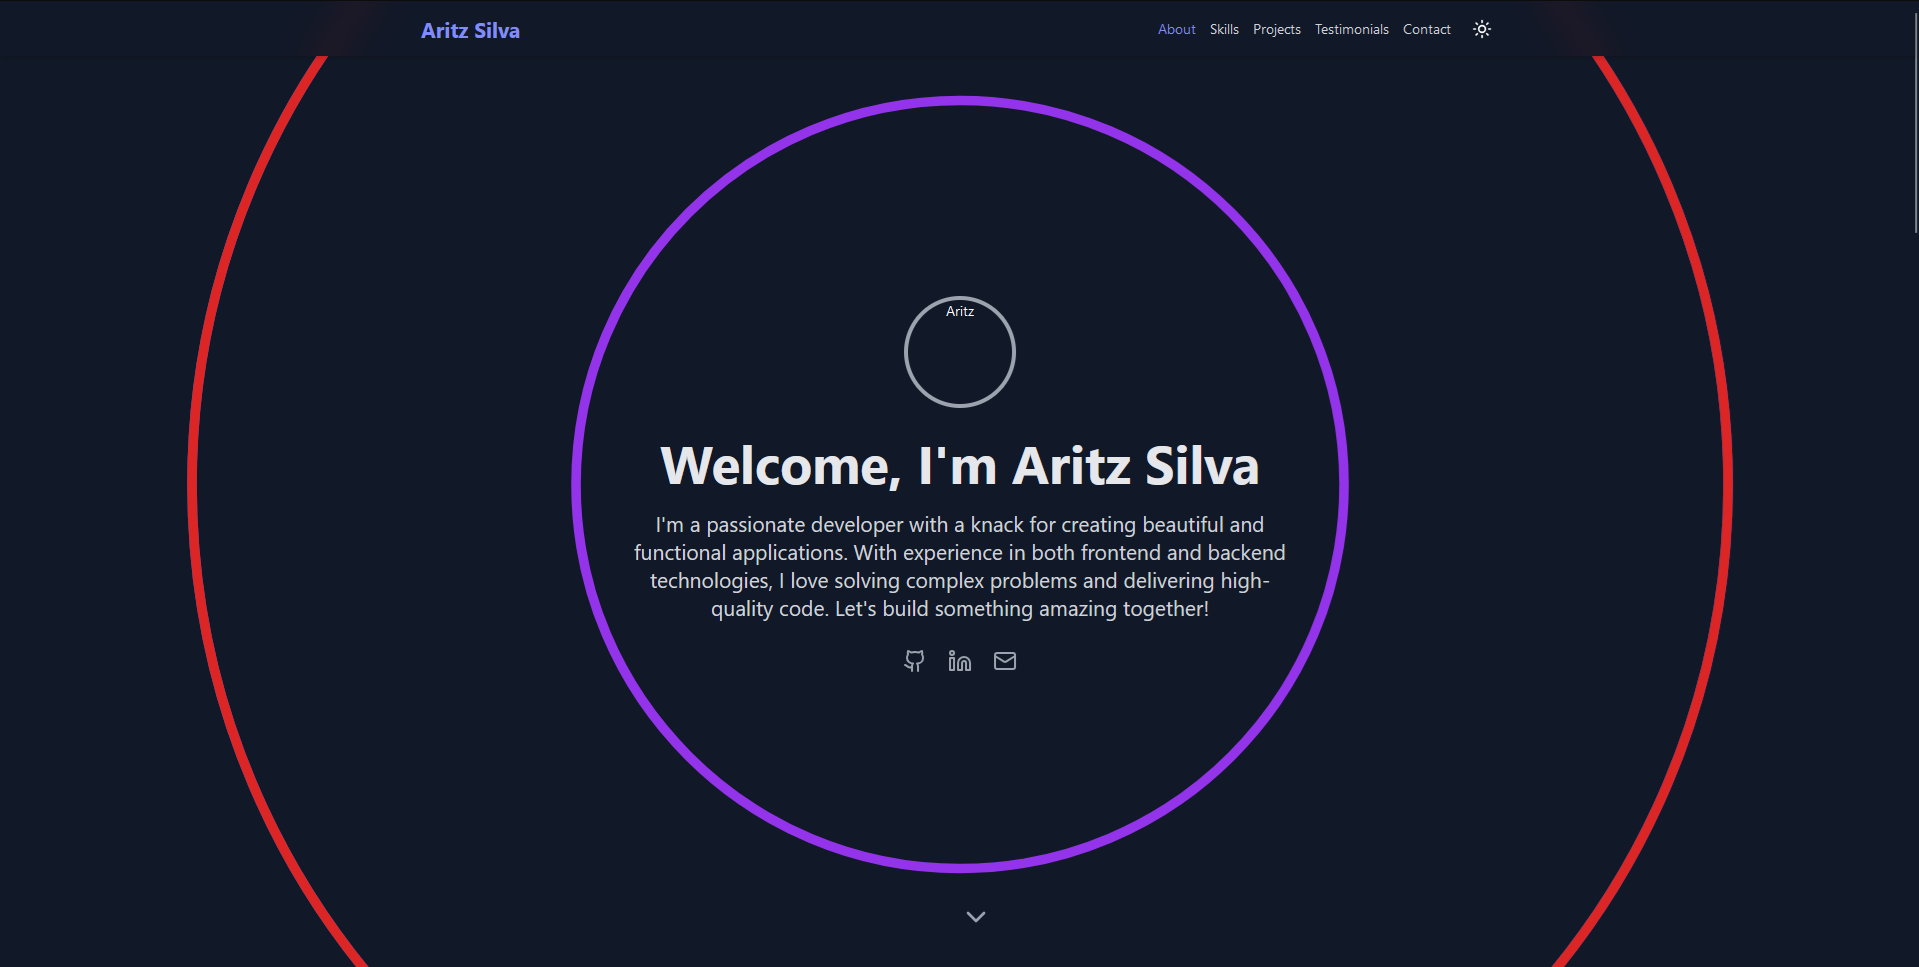 Aritz Silva
About Skills Projects Testimonials Contact
Aritz
Welcome, I'm Aritz Silva
I'm a passionate developer with a knack for creating beautiful and
functional applications. With experience in both frontend and backend
technologies, I love solving complex problems and delivering high-
quality code. Let's build something amazing together!